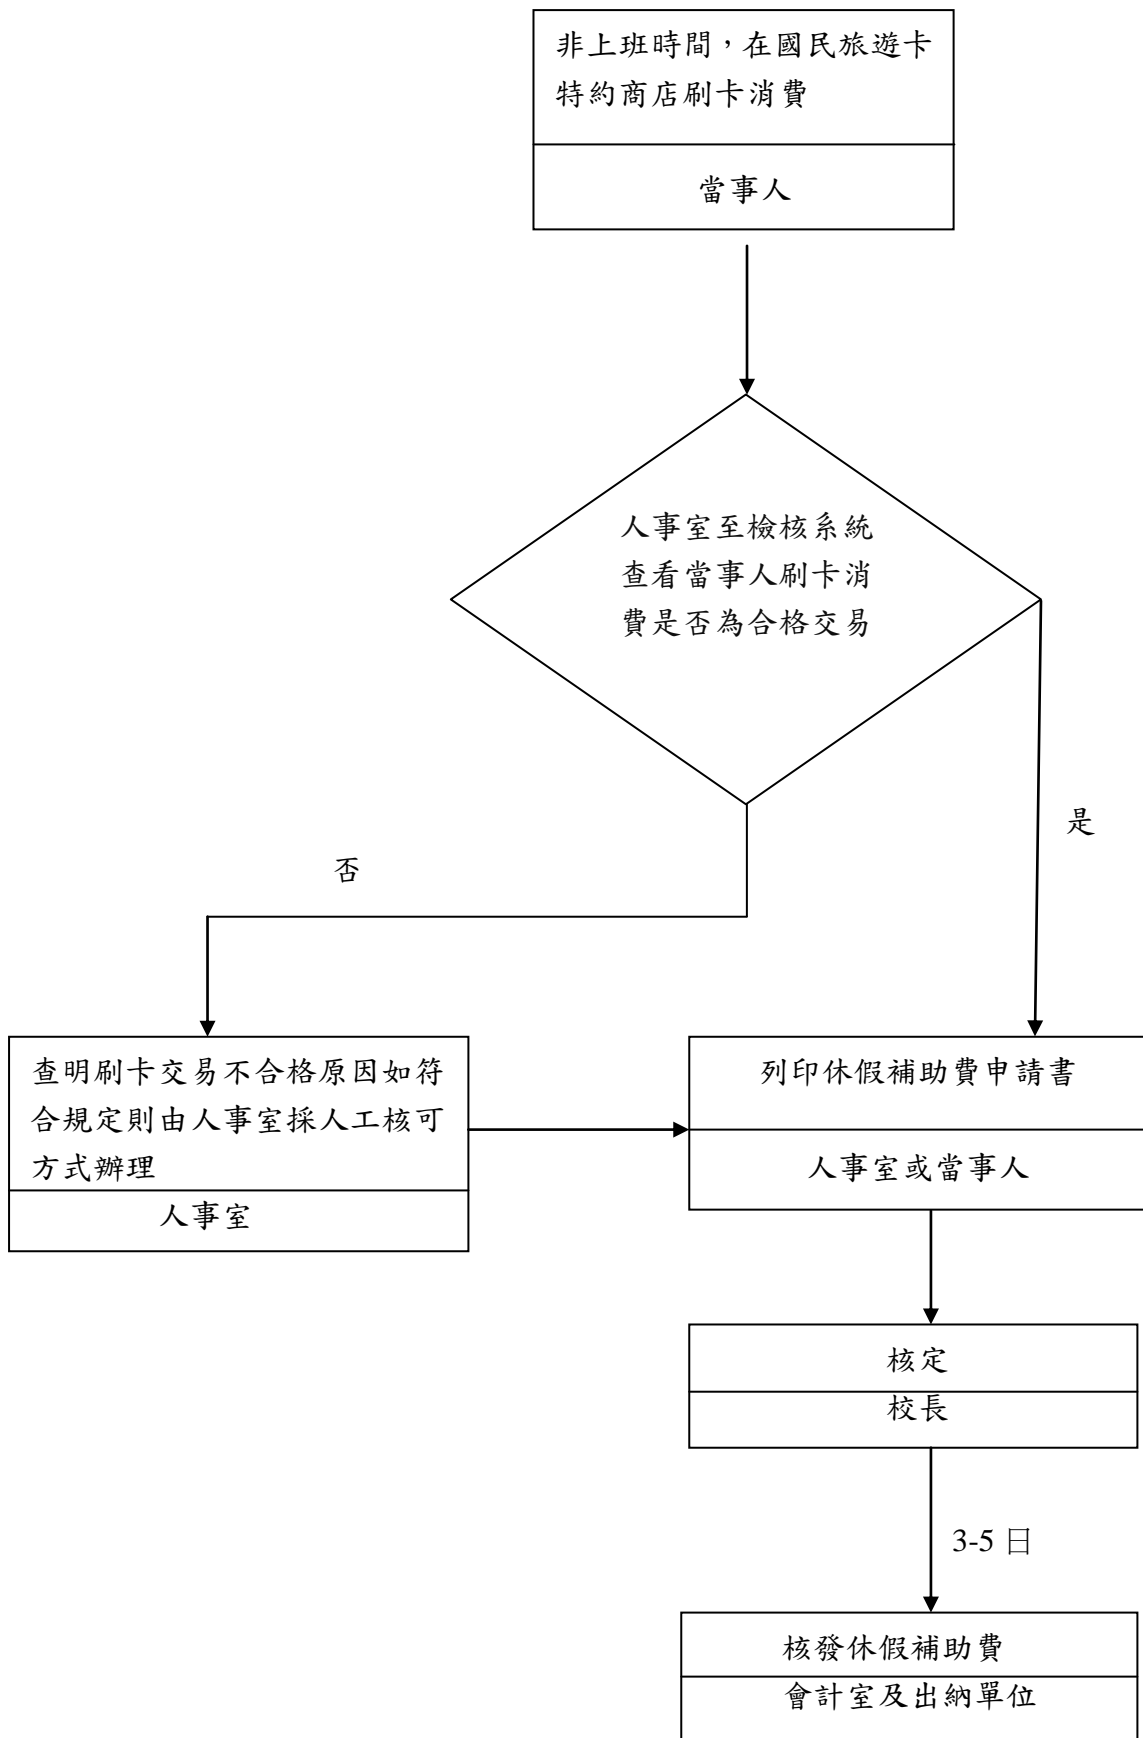 非上班時間，在國民旅遊卡
特約商店刷卡消費
當事人
人事室至檢核系統
查看當事人刷卡消
費是否為合格交易
是
否
查明刷卡交易不合格原因如符
合規定則由人事室採人工核可
方式辦理
人事室
列印休假補助費申請書
人事室或當事人
核定
校長
3-5 日
核發休假補助費
會計室及出納單位